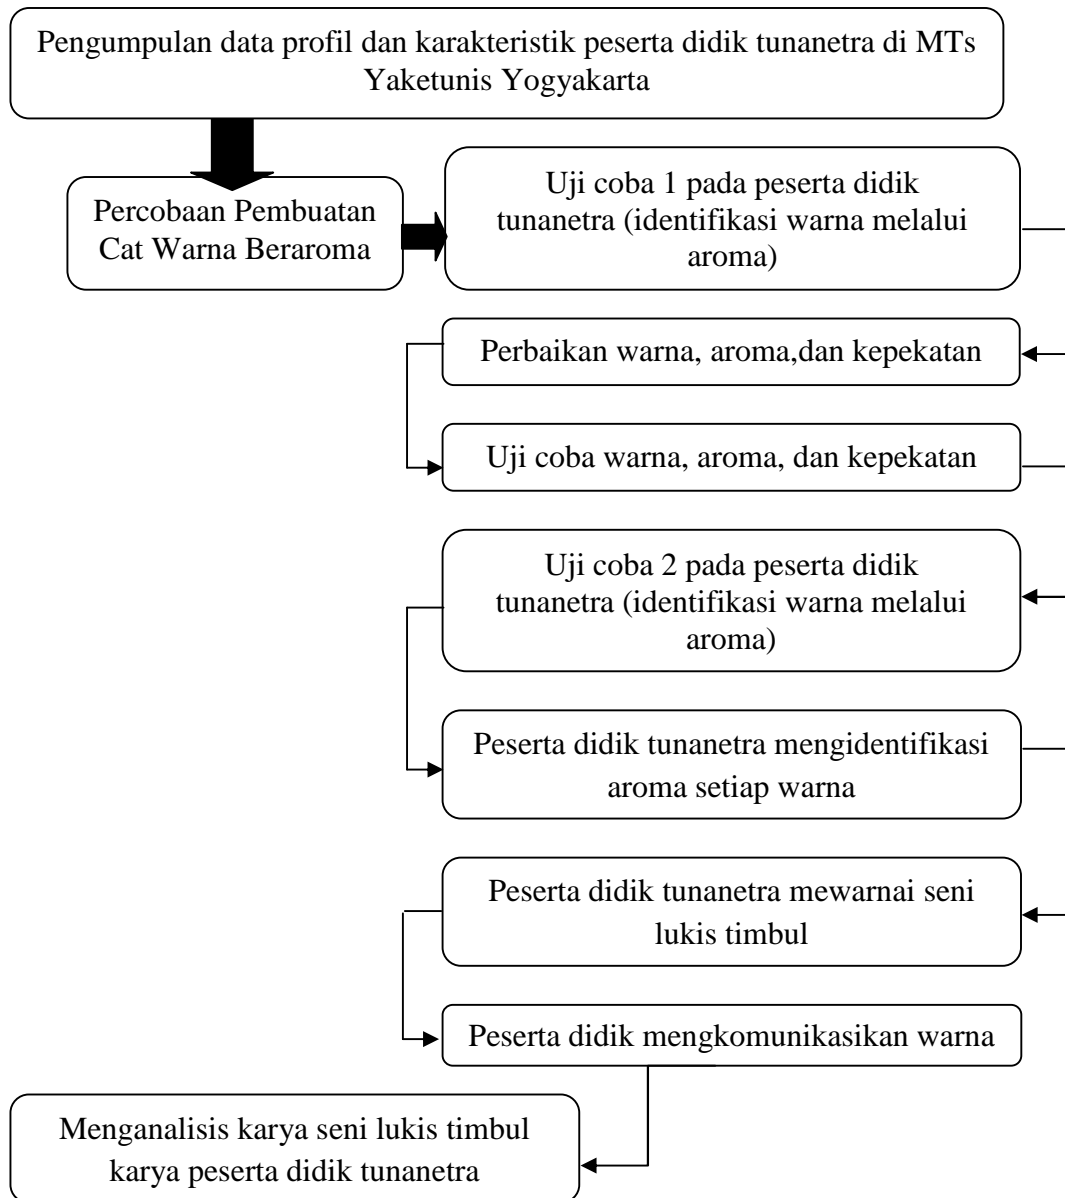 Pengumpulan data profil dan karakteristik peserta didik tunanetra di MTs
Yaketunis Yogyakarta
Percobaan Pembuatan
Cat Warna Beraroma
Uji coba 1 pada peserta didik
tunanetra (identifikasi warna melalui
aroma)
Perbaikan warna, aroma,dan kepekatan
Uji coba warna, aroma, dan kepekatan
Uji coba 2 pada peserta didik
tunanetra (identifikasi warna melalui
aroma)
Peserta didik tunanetra mengidentifikasi
aroma setiap warna
Peserta didik tunanetra mewarnai seni
lukis timbul
Peserta didik mengkomunikasikan warna
Menganalisis karya seni lukis timbul
karya peserta didik tunanetra